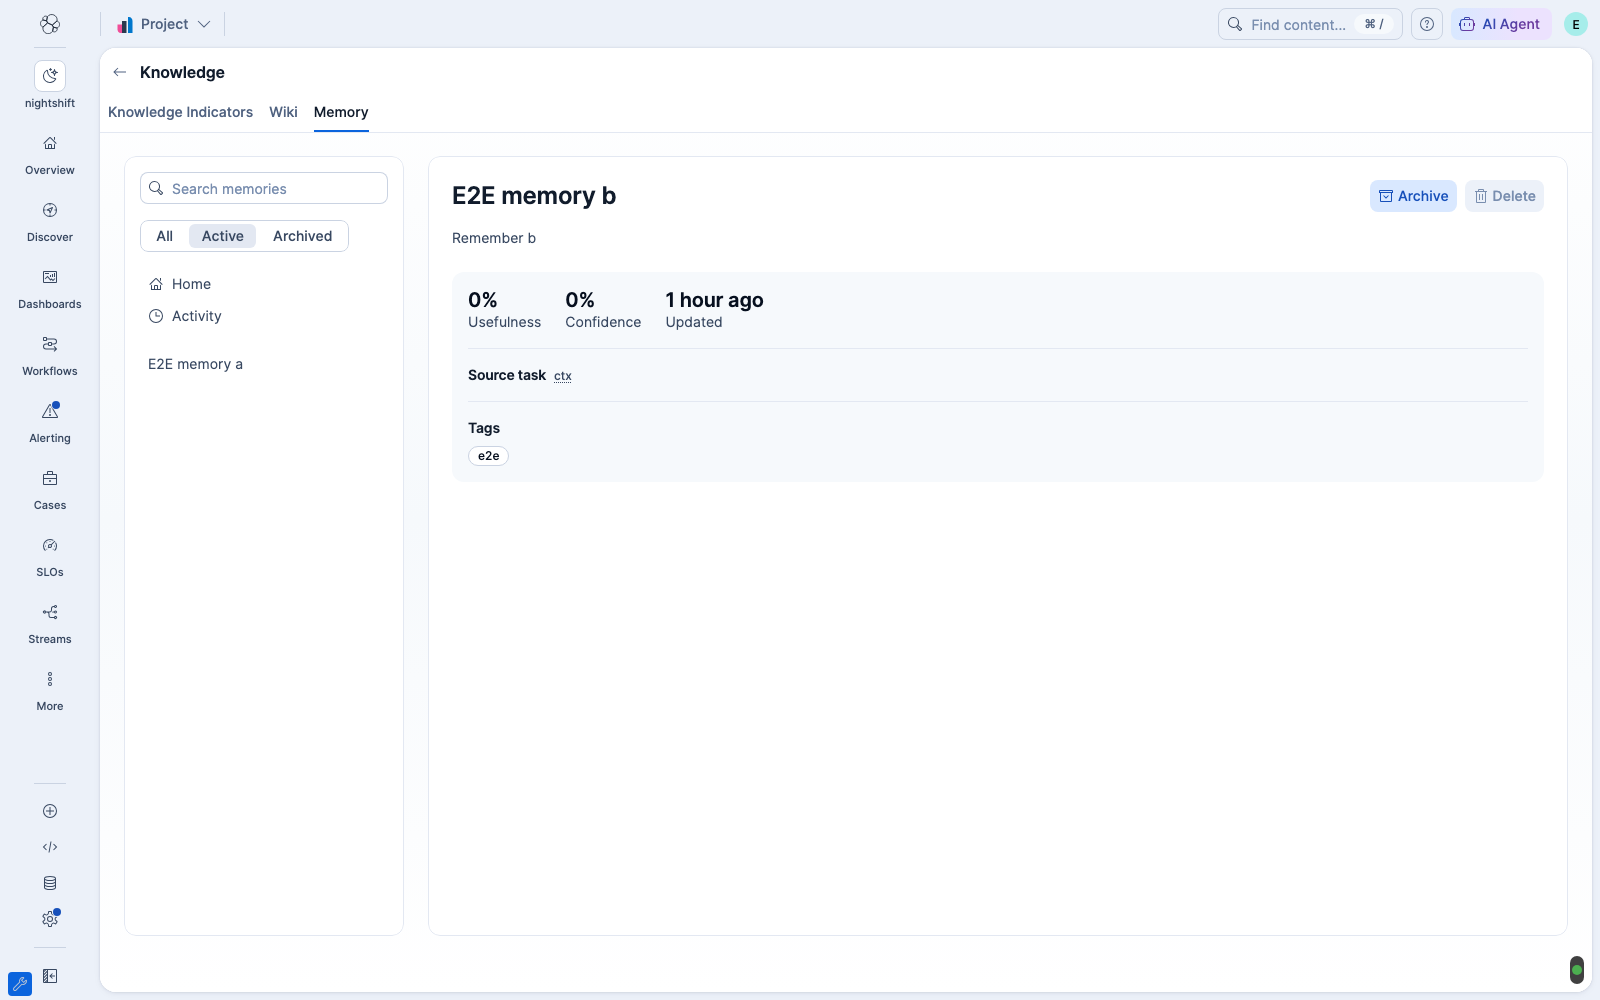 Project
Find content...
⌘ /
AI Agent
E
nightshift
Overview
Discover
Dashboards
Workflows
Alerting
Cases
SLOs
Streams
More
Knowledge
Knowledge Indicators
Wiki
Memory
Search memories
All
Active
Archived
Home
Activity
E2E memory a
E2E memory b
Archive
Delete
Remember b
0%
Usefulness
0%
Confidence
1 hour ago
Updated
Source task ctx
Tags
e2e